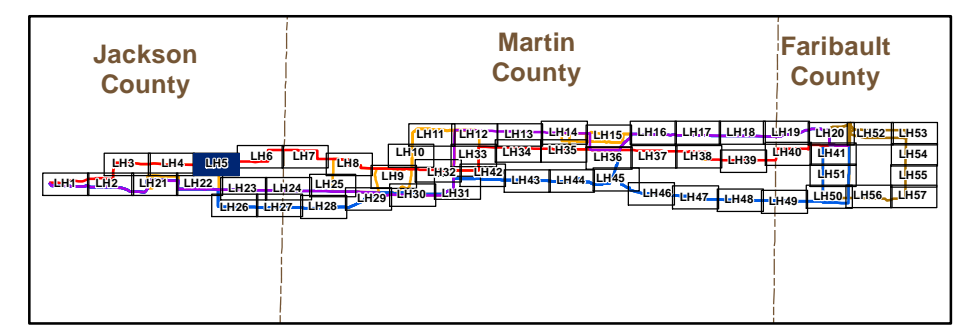 Jackson
County
Martin
County
Faribault
County
LH11 LH12 LH13 LH14 LH15 LH16 LH17 LH18 LH19 LH20 LH52 LH53
LH3 LH4 LH5 LH6 LH7 LH8 LH10 LH33 LH34 LH35 LH36 LH37 LH38 LH39 LH40 LH41 LH54
LH1 LH2 LH21 LH22 LH23 LH24 LH25 LH9 LH32 LH42 LH43 LH44 LH45 LH51 LH55
LH26 LH27 LH28 LH29 LH30 LH31 LH46 LH47 LH48 LH49 LH50 LH56 LH57